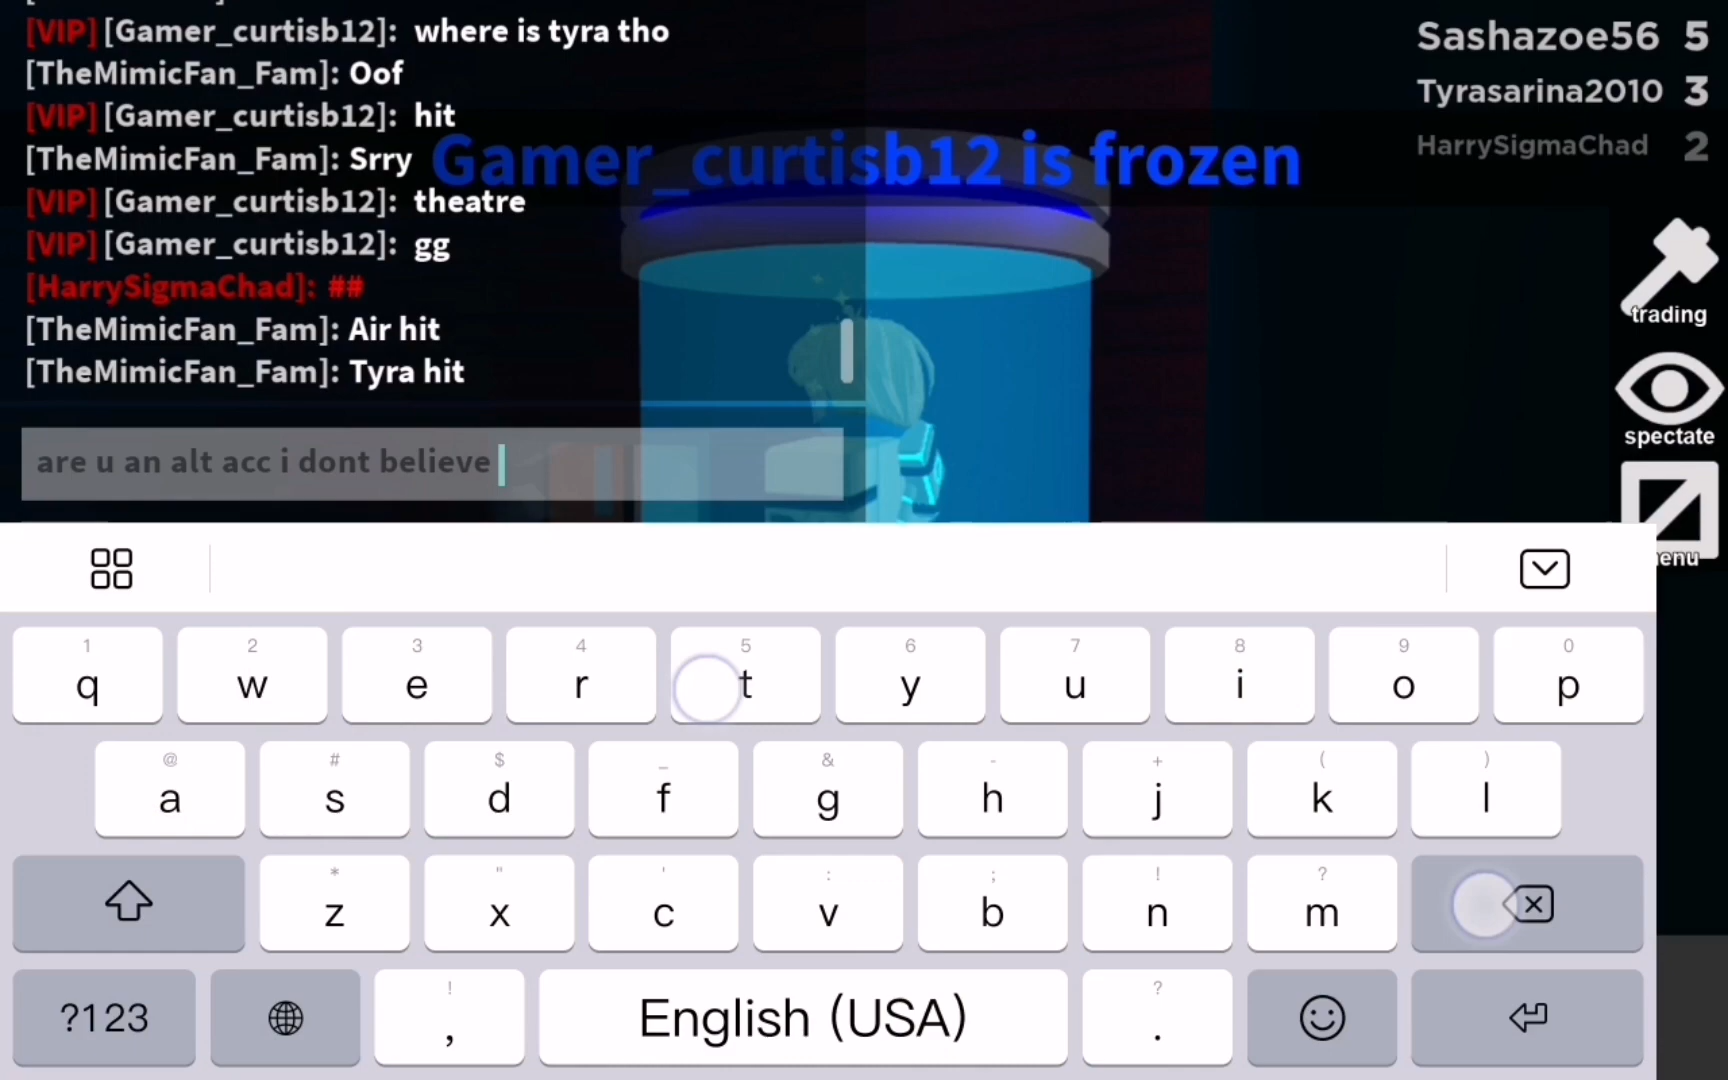 [VIP] [Gamer_curtisb12]: where is tyra tho
[TheMimicFan_Fam]: Oof
[VIP] [Gamer_curtisb12]: hit
[TheMimicFan_Fam]: Srry
[VIP] [Gamer_curtisb12]: theatre
[VIP] [Gamer_curtisb12]: gg
[HarrySigmaChad]: ##
[TheMimicFan_Fam]: Air hit
[TheMimicFan_Fam]: Tyra hit
are u an alt acc i dont believe
Gamer_curtisb12 is frozen
Sashazoe56 5
Tyrasarina2010 3
HarrySigmaChad 2
trading
spectate
enu
1 2 3 4 5 6 7 8 9 0
q w e r t y u i o p
@ # $ _ & - + ( )
a s d f g h j k l
* " ' : ; ! ?
z x c v b n m
! ?
?123 , English (USA) .